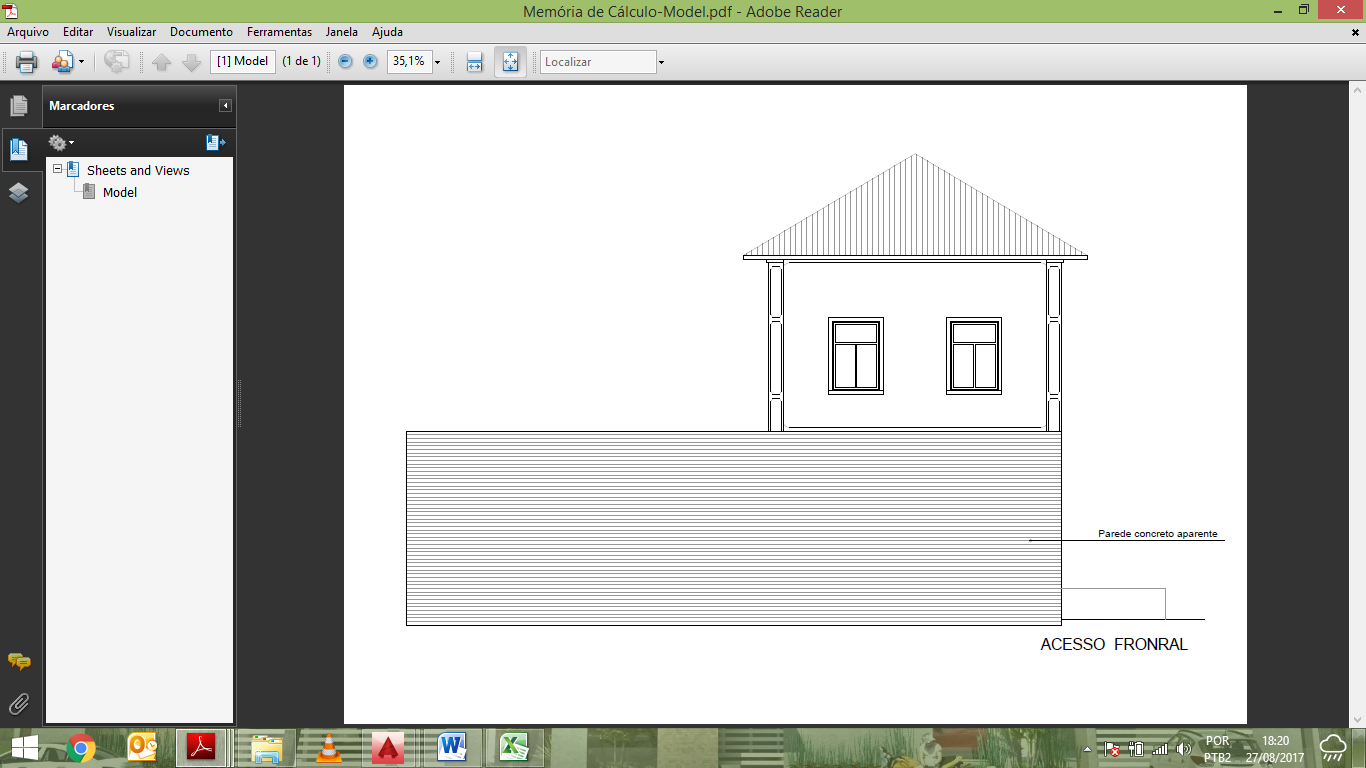 Memória de Cálculo-Model.pdf - Adobe Reader
Arquivo Editar Visualizar Documento Ferramentas Janela Ajuda
[1] Model (1 de 1) 35,1% Localizar
Marcadores
Sheets and Views
Model
Parede concreto aparente
ACESSO FRONRAL
POR 18:20
PTB2 27/08/2017